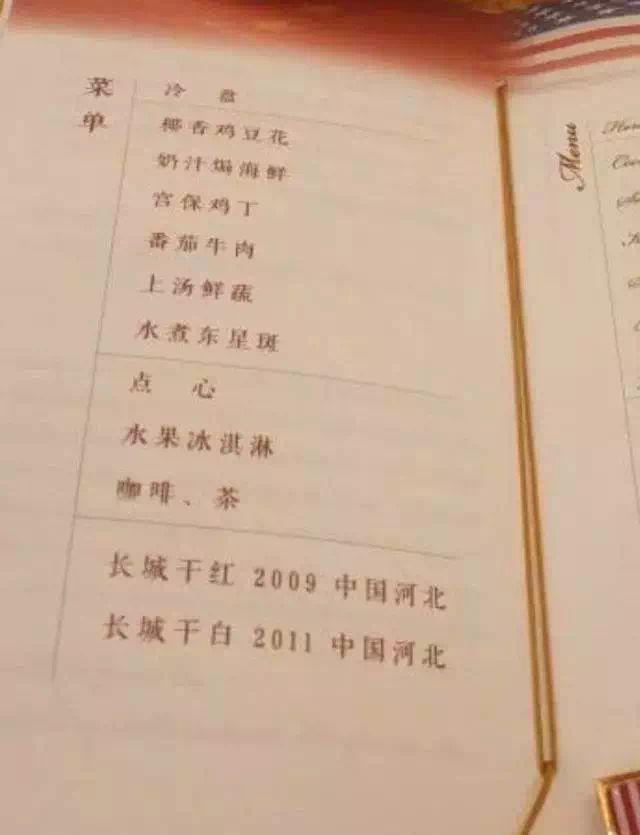 菜单
冷 盘
椰香鸡豆花
奶汁焗海鲜
宫保鸡丁
番茄牛肉
上汤鲜蔬
水煮东星斑
点 心
水果冰淇淋
咖啡、茶
长城干红 2009 中国河北
长城干白 2011 中国河北
Menu